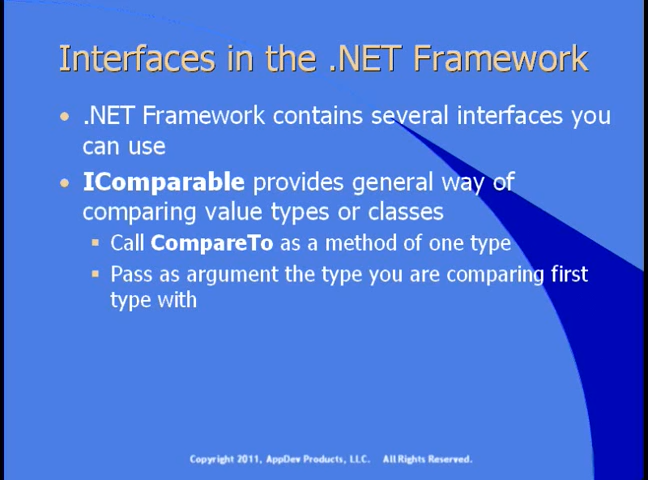 Interfaces in the .NET Framework
• .NET Framework contains several interfaces you
can use
• IComparable provides general way of
comparing value types or classes
▪ Call CompareTo as a method of one type
▪ Pass as argument the type you are comparing first
type with
Copyright 2011, AppDev Products, LLC. All Rights Reserved.